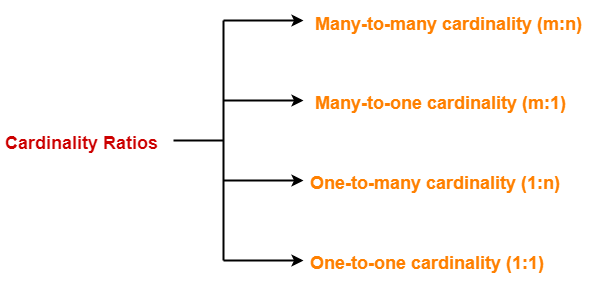 Many-to-many cardinality (m:n)
Many-to-one cardinality (m:1)
Cardinality Ratios
One-to-many cardinality (1:n)
One-to-one cardinality (1:1)